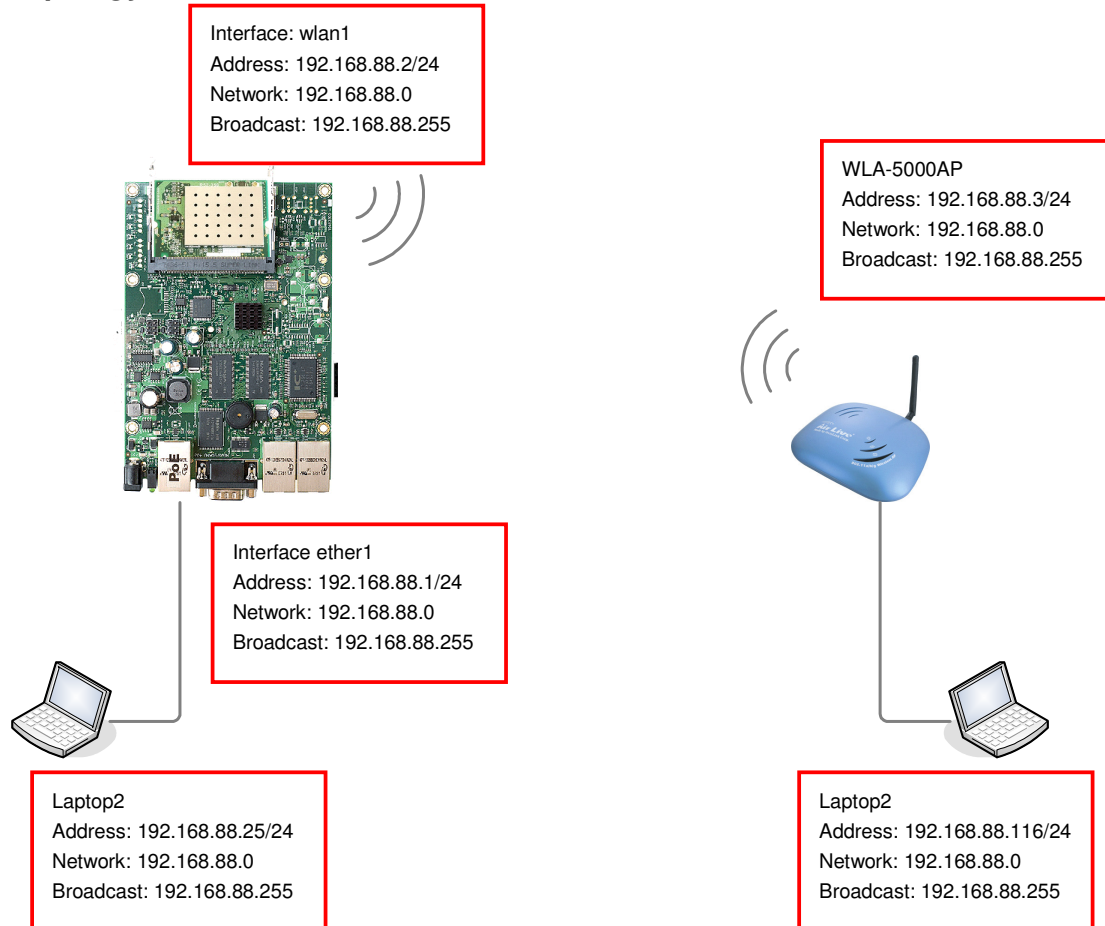 Interface: wlan1
Address: 192.168.88.2/24
Network: 192.168.88.0
Broadcast: 192.168.88.255
WLA-5000AP
Address: 192.168.88.3/24
Network: 192.168.88.0
Broadcast: 192.168.88.255
Air Live
PoE
Interface ether1
Address: 192.168.88.1/24
Network: 192.168.88.0
Broadcast: 192.168.88.255
Laptop2
Address: 192.168.88.25/24
Network: 192.168.88.0
Broadcast: 192.168.88.255
Laptop2
Address: 192.168.88.116/24
Network: 192.168.88.0
Broadcast: 192.168.88.255